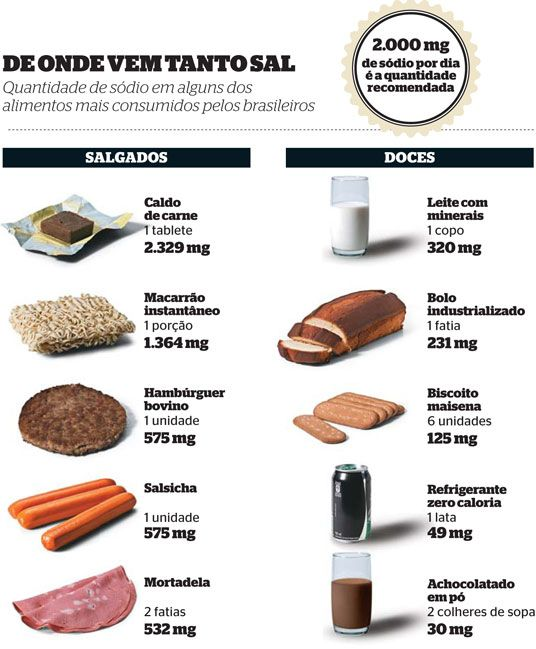 DE ONDE VEM TANTO SAL
Quantidade de sódio em alguns dos
alimentos mais consumidos pelos brasileiros
2.000 mg
de sódio por dia
é a quantidade
recomendada
SALGADOS
Caldo
de carne
1 tablete
2.329 mg
Macarrão
instantâneo
1 porção
1.364 mg
Hambúrguer
bovino
1 unidade
575 mg
Salsicha
1 unidade
575 mg
Mortadela
2 fatias
532 mg
DOCES
Leite com
minerais
1 copo
320 mg
Bolo
industrializado
1 fatia
231 mg
Biscoito
maisena
6 unidades
125 mg
Refrigerante
zero caloria
1 lata
49 mg
Achocolatado
em pó
2 colheres de sopa
30 mg